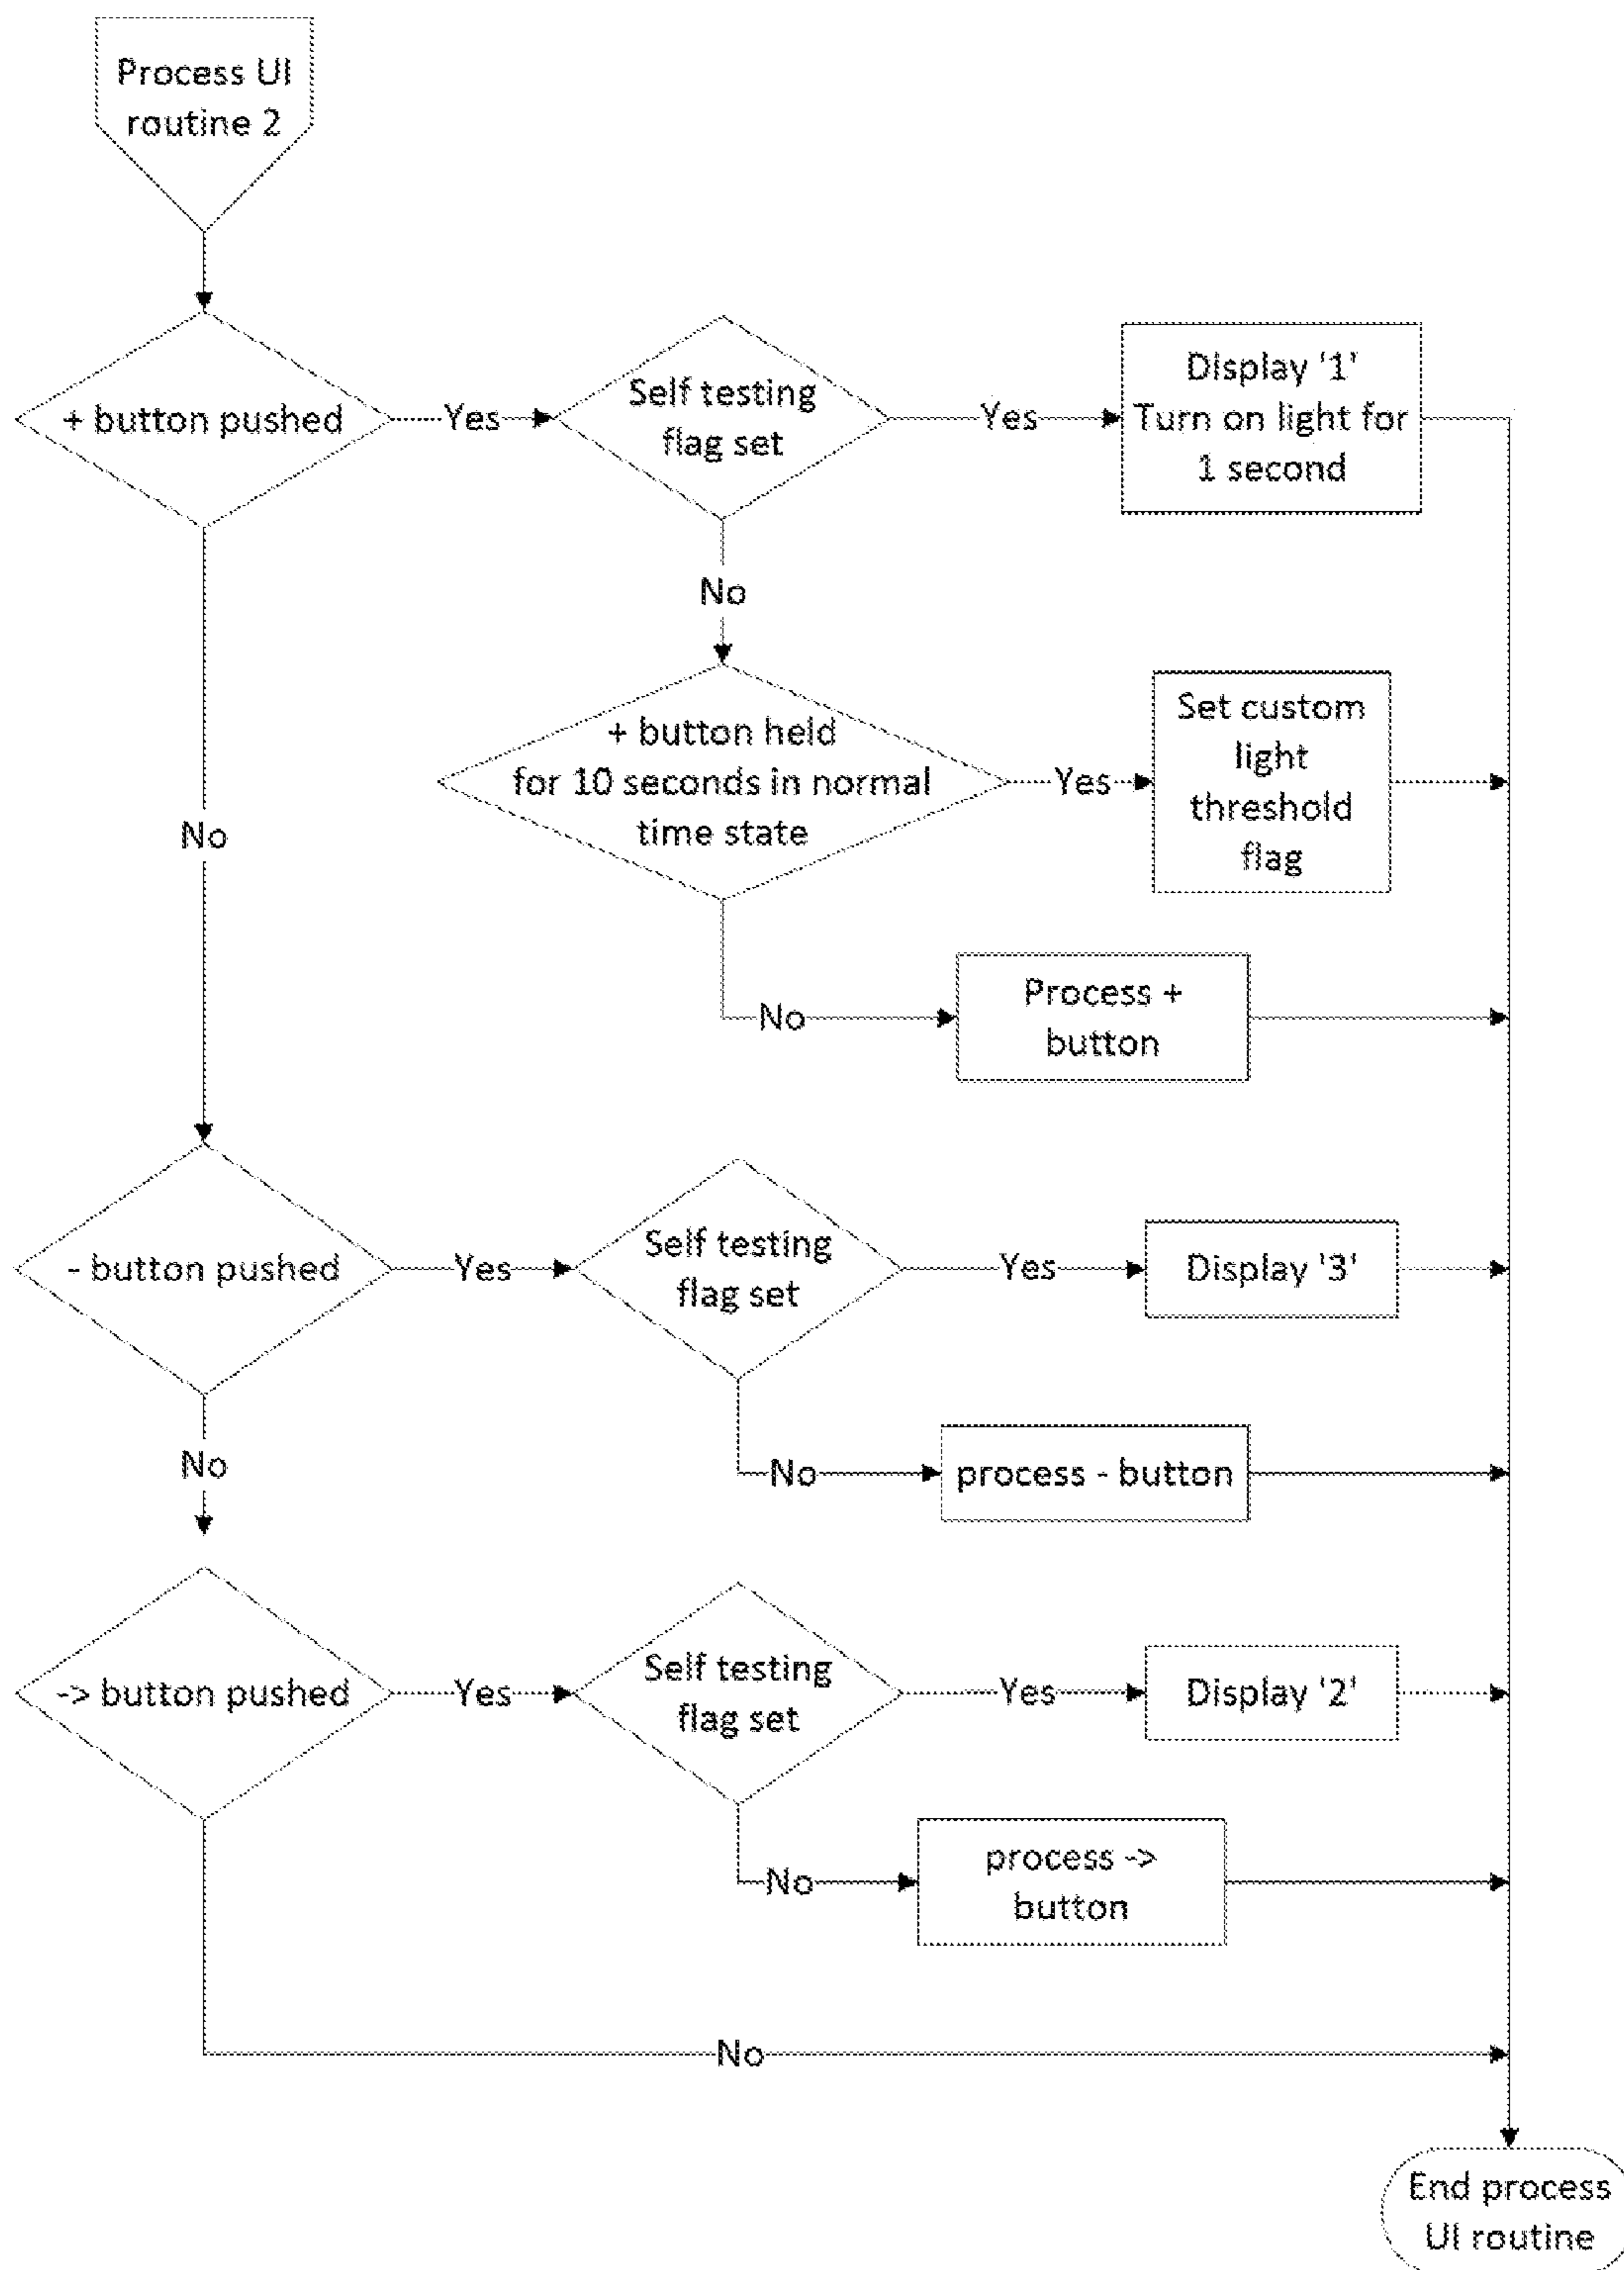 Process UI
routine 2
+ button pushed
Yes
Self testing
flag set
Yes
Display '1'
Turn on light for
1 second
No
No
+ button held
for 10 seconds in normal
time state
Yes
Set custom
light
threshold
flag
No
Process +
button
- button pushed
Yes
Self testing
flag set
Yes
Display '3'
No
No
process - button
-> button pushed
Yes
Self testing
flag set
Yes
Display '2'
No
process ->
button
No
End process
UI routine